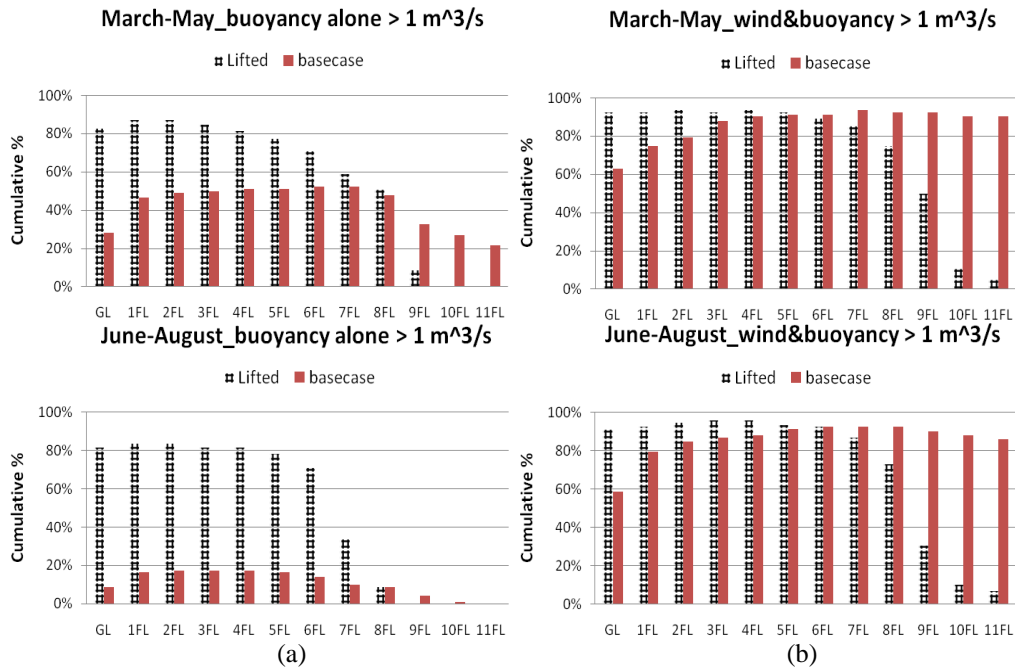 March-May_buoyancy alone > 1 m^3/s
Lifted basecase
Cumulative %
100%
80%
60%
40%
20%
0%
GL 1FL 2FL 3FL 4FL 5FL 6FL 7FL 8FL 9FL 10FL 11FL
June-August_buoyancy alone > 1 m^3/s
Lifted basecase
Cumulative %
100%
80%
60%
40%
20%
0%
GL 1FL 2FL 3FL 4FL 5FL 6FL 7FL 8FL 9FL 10FL 11FL
(a)
March-May_wind&buoyancy > 1 m^3/s
Lifted basecase
Cumulative %
100%
80%
60%
40%
20%
0%
GL 1FL 2FL 3FL 4FL 5FL 6FL 7FL 8FL 9FL 10FL 11FL
June-August_wind&buoyancy > 1 m^3/s
Lifted basecase
Cumulative %
100%
80%
60%
40%
20%
0%
GL 1FL 2FL 3FL 4FL 5FL 6FL 7FL 8FL 9FL 10FL 11FL
(b)